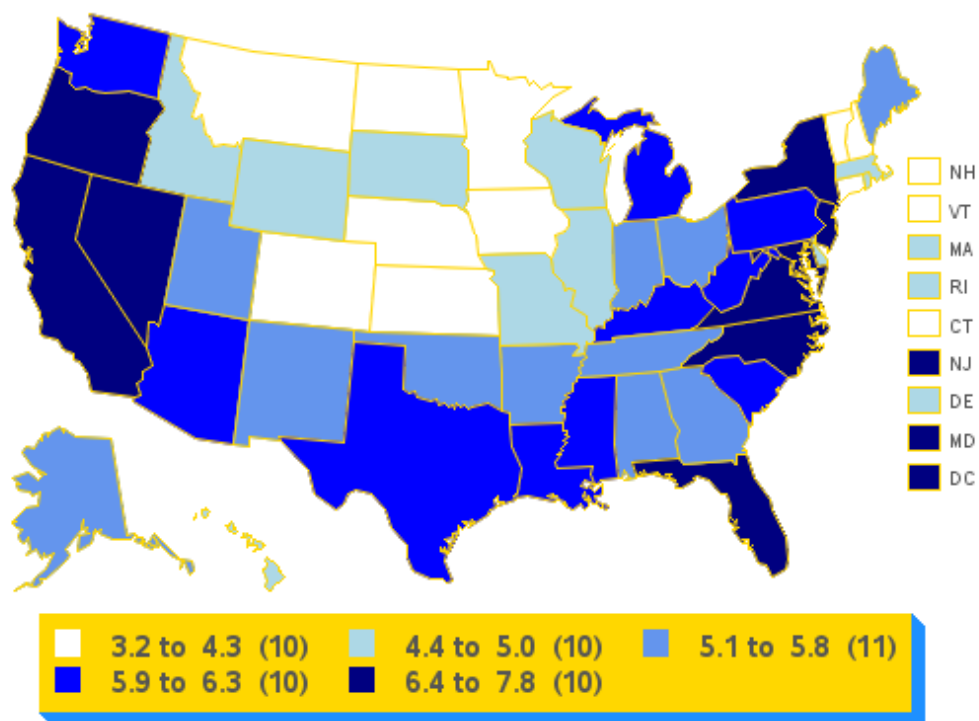 NH
VT
MA
RI
CT
NJ
DE
MD
DC
3.2 to 4.3 (10) 4.4 to 5.0 (10) 5.1 to 5.8 (11)
5.9 to 6.3 (10) 6.4 to 7.8 (10)